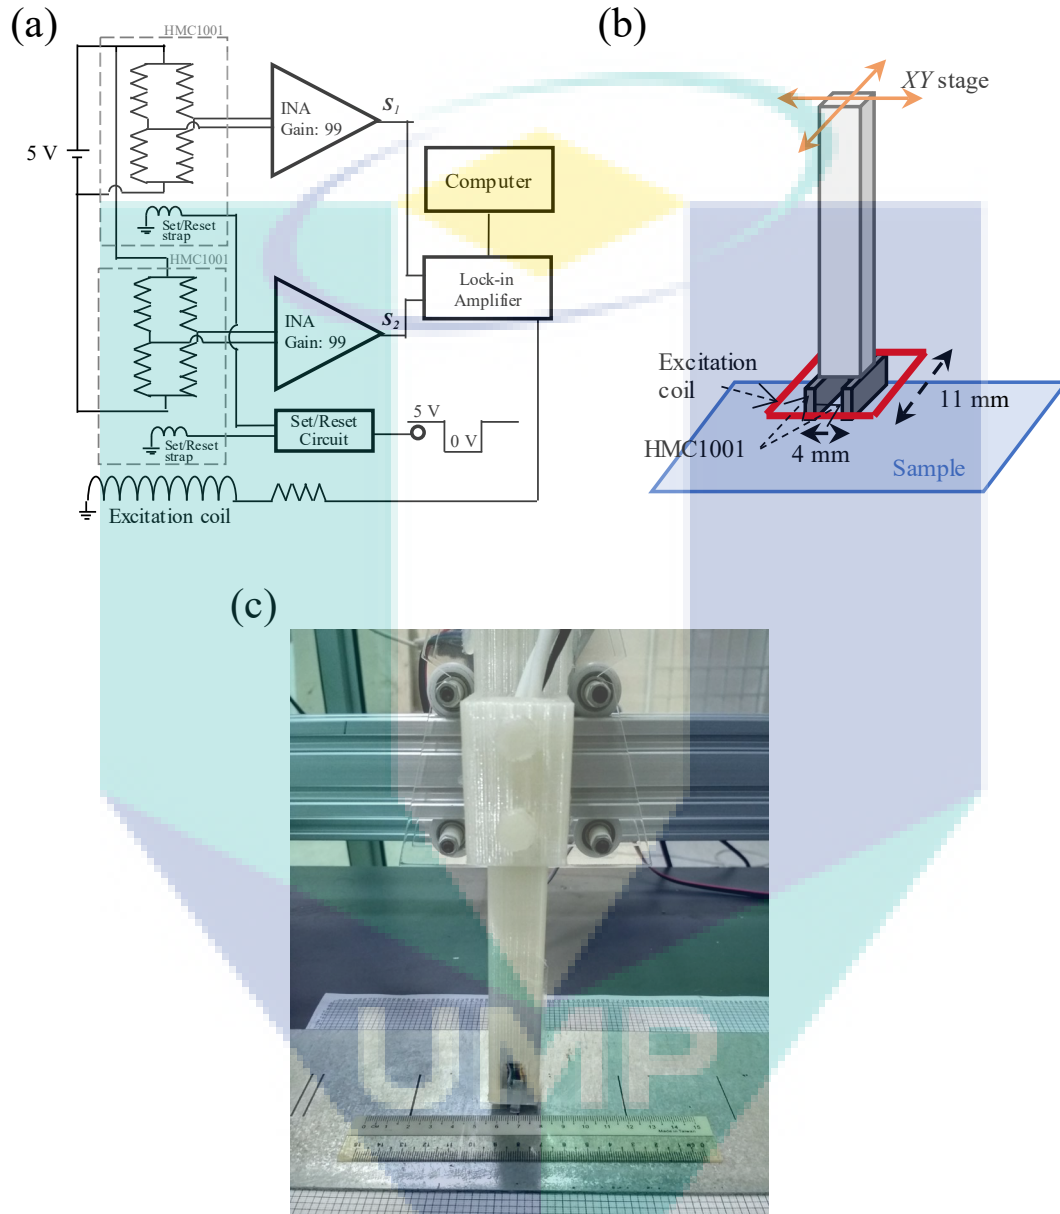 (a)
HMC1001
5 V
INA
Gain: 99
S1
Set/Reset
strap
Computer
Lock-in
Amplifier
HMC1001
INA
Gain: 99
S2
Set/Reset
strap
Set/Reset
Circuit
5 V
0 V
Excitation coil
(b)
XY stage
Excitation
coil
HMC1001
4 mm
11 mm
Sample
(c)
UMP